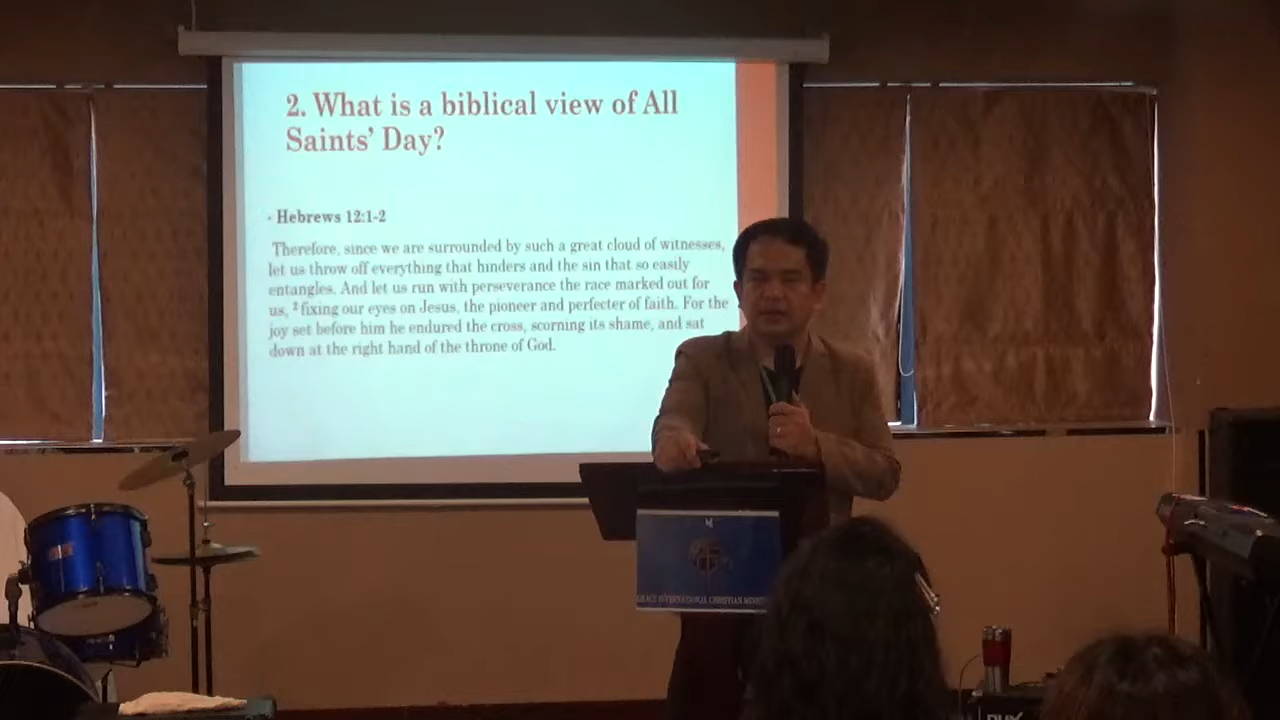 2. What is a biblical view of All
Saints' Day?
• Hebrews 12:1-2
Therefore, since we are surrounded by such a great cloud of witnesses,
let us throw off everything that hinders and the sin that so easily
entangles. And let us run with perseverance the race marked out for
us, ² fixing our eyes on Jesus, the pioneer and perfecter of faith. For the
joy set before him he endured the cross, scorning its shame, and sat
down at the right hand of the throne of God.
GRACE INTERNATIONAL CHRISTIAN